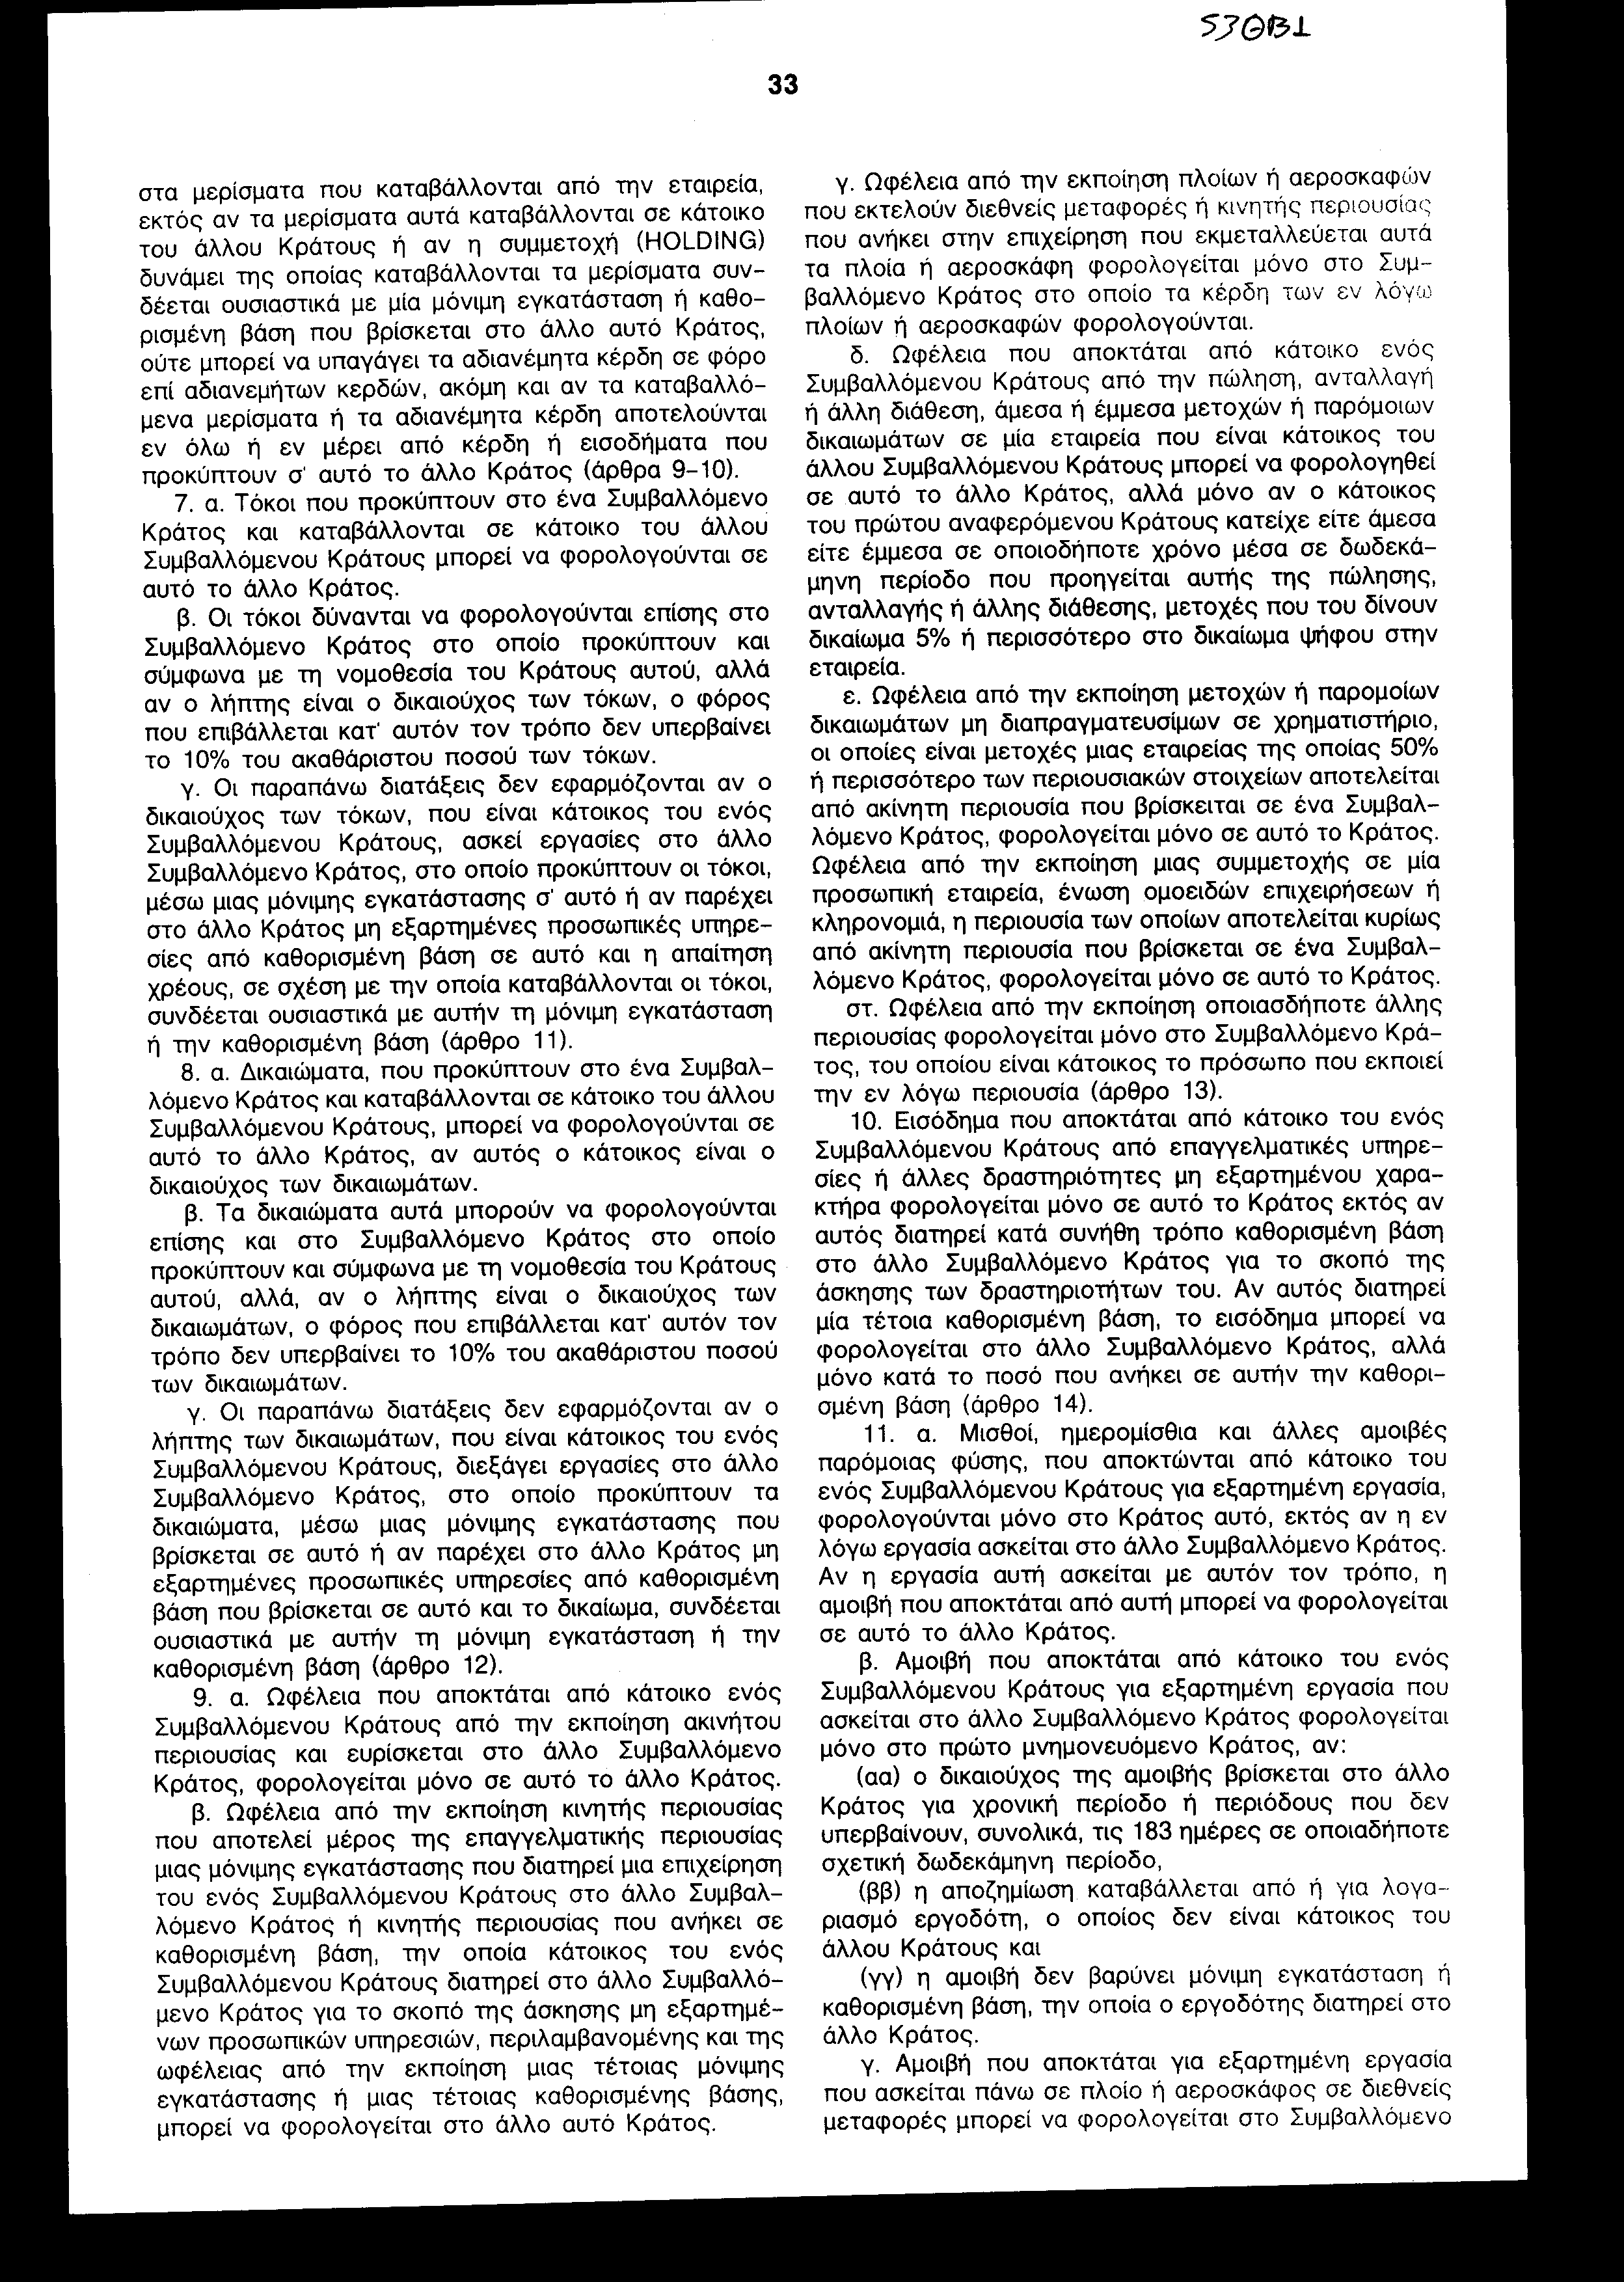 53ΘΒ1
33
στα μερίσματα που καταβάλλονται από την εταιρεία,
εκτός αν τα μερίσματα αυτά καταβάλλονται σε κάτοικο
του άλλου Κράτους ή αν η συμμετοχή (HOLDING)
δυνάμει της οποίας καταβάλλονται τα μερίσματα συν-
δέεται ουσιαστικά με μία μόνιμη εγκατάσταση ή καθο-
ρισμένη βάση που βρίσκεται στο άλλο αυτό Κράτος,
ούτε μπορεί να υπαγάγει τα αδιανέμητα κέρδη σε φόρο
επί αδιανεμήτων κερδών, ακόμη και αν τα καταβαλλό-
μενα μερίσματα ή τα αδιανέμητα κέρδη αποτελούνται
εν όλω ή εν μέρει από κέρδη ή εισοδήματα που
προκύπτουν σ' αυτό το άλλο Κράτος (άρθρα 9-10).
7. α. Τόκοι που προκύπτουν στο ένα Συμβαλλόμενο
Κράτος και καταβάλλονται σε κάτοικο του άλλου
Συμβαλλόμενου Κράτους μπορεί να φορολογούνται σε
αυτό το άλλο Κράτος.
β. Οι τόκοι δύνανται να φορολογούνται επίσης στο
Συμβαλλόμενο Κράτος στο οποίο προκύπτουν και
σύμφωνα με τη νομοθεσία του Κράτους αυτού, αλλά
αν ο λήπτης είναι ο δικαιούχος των τόκων, ο φόρος
που επιβάλλεται κατ' αυτόν τον τρόπο δεν υπερβαίνει
το 10% του ακαθάριστου ποσού των τόκων.
γ. Οι παραπάνω διατάξεις δεν εφαρμόζονται αν ο
δικαιούχος των τόκων, που είναι κάτοικος του ενός
Συμβαλλόμενου Κράτους, ασκεί εργασίες στο άλλο
Συμβαλλόμενο Κράτος, στο οποίο προκύπτουν οι τόκοι,
μέσω μιας μόνιμης εγκατάστασης σ' αυτό ή αν παρέχει
στο άλλο Κράτος μη εξαρτημένες προσωπικές υπηρε-
σίες από καθορισμένη βάση σε αυτό και η απαίτηση
χρέους, σε σχέση με την οποία καταβάλλονται οι τόκοι,
συνδέεται ουσιαστικά με αυτήν τη μόνιμη εγκατάσταση
ή την καθορισμένη βάση (άρθρο 11).
8. α. Δικαιώματα, που προκύπτουν στο ένα Συμβαλ-
λόμενο Κράτος και καταβάλλονται σε κάτοικο του άλλου
Συμβαλλόμενου Κράτους, μπορεί να φορολογούνται σε
αυτό το άλλο Κράτος, αν αυτός ο κάτοικος είναι ο
δικαιούχος των δικαιωμάτων.
β. Τα δικαιώματα αυτά μπορούν να φορολογούνται
επίσης και στο Συμβαλλόμενο Κράτος στο οποίο
προκύπτουν και σύμφωνα με τη νομοθεσία του Κράτους
αυτού, αλλά, αν ο λήπτης είναι ο δικαιούχος των
δικαιωμάτων, ο φόρος που επιβάλλεται κατ' αυτόν τον
τρόπο δεν υπερβαίνει το 10% του ακαθάριστου ποσού
των δικαιωμάτων.
γ. Οι παραπάνω διατάξεις δεν εφαρμόζονται αν ο
λήπτης των δικαιωμάτων, που είναι κάτοικος του ενός
Συμβαλλόμενου Κράτους, διεξάγει εργασίες στο άλλο
Συμβαλλόμενο Κράτος, στο οποίο προκύπτουν τα
δικαιώματα, μέσω μιας μόνιμης εγκατάστασης που
βρίσκεται σε αυτό ή αν παρέχει στο άλλο Κράτος μη
εξαρτημένες προσωπικές υπηρεσίες από καθορισμένη
βάση που βρίσκεται σε αυτό και το δικαίωμα, συνδέεται
ουσιαστικά με αυτήν τη μόνιμη εγκατάσταση ή την
καθορισμένη βάση (άρθρο 12).
9. α. Ωφέλεια που αποκτάται από κάτοικο ενός
Συμβαλλόμενου Κράτους από την εκποίηση ακινήτου
περιουσίας και ευρίσκεται στο άλλο Συμβαλλόμενο
Κράτος, φορολογείται μόνο σε αυτό το άλλο Κράτος.
β. Ωφέλεια από την εκποίηση κινητής περιουσίας
που αποτελεί μέρος της επαγγελματικής περιουσίας
μιας μόνιμης εγκατάστασης που διατηρεί μια επιχείρηση
του ενός Συμβαλλόμενου Κράτους στο άλλο Συμβαλ-
λόμενο Κράτος ή κινητής περιουσίας που ανήκει σε
καθορισμένη βάση, την οποία κάτοικος του ενός
Συμβαλλόμενου Κράτους διατηρεί στο άλλο Συμβαλλό-
μενο Κράτος για το σκοπό της άσκησης μη εξαρτημέ-
νων προσωπικών υπηρεσιών, περιλαμβανομένης και της
ωφέλειας από την εκποίηση μιας τέτοιας μόνιμης
εγκατάστασης ή μιας τέτοιας καθορισμένης βάσης,
μπορεί να φορολογείται στο άλλο αυτό Κράτος.
γ. Ωφέλεια από την εκποίηση πλοίων ή αεροσκαφών
που εκτελούν διεθνείς μεταφορές ή κινητής περιουσίας
που ανήκει στην επιχείρηση που εκμεταλλεύεται αυτά
τα πλοία ή αεροσκάφη φορολογείται μόνο στο Συμ-
βαλλόμενο Κράτος στο οποίο τα κέρδη των εν λόγω
πλοίων ή αεροσκαφών φορολογούνται.
δ. Ωφέλεια που αποκτάται από κάτοικο ενός
Συμβαλλόμενου Κράτους από την πώληση, ανταλλαγή
ή άλλη διάθεση, άμεσα ή έμμεσα μετοχών ή παρόμοιων
δικαιωμάτων σε μία εταιρεία που είναι κάτοικος του
άλλου Συμβαλλόμενου Κράτους μπορεί να φορολογηθεί
σε αυτό το άλλο Κράτος, αλλά μόνο αν ο κάτοικος
του πρώτου αναφερόμενου Κράτους κατείχε είτε άμεσα
είτε έμμεσα σε οποιοδήποτε χρόνο μέσα σε δωδεκά-
μηνη περίοδο που προηγείται αυτής της πώλησης,
ανταλλαγής ή άλλης διάθεσης, μετοχές που του δίνουν
δικαίωμα 5% ή περισσότερο στο δικαίωμα ψήφου στην
εταιρεία.
ε. Ωφέλεια από την εκποίηση μετοχών ή παρομοίων
δικαιωμάτων μη διαπραγματευσίμων σε χρηματιστήριο,
οι οποίες είναι μετοχές μιας εταιρείας της οποίας 50%
ή περισσότερο των περιουσιακών στοιχείων αποτελείται
από ακίνητη περιουσία που βρίσκειται σε ένα Συμβαλ-
λόμενο Κράτος, φορολογείται μόνο σε αυτό το Κράτος.
Ωφέλεια από την εκποίηση μιας συμμετοχής σε μία
προσωπική εταιρεία, ένωση ομοειδών επιχειρήσεων ή
κληρονομιά, η περιουσία των οποίων αποτελείται κυρίως
από ακίνητη περιουσία που βρίσκεται σε ένα Συμβαλ-
λόμενο Κράτος, φορολογείται μόνο σε αυτό το Κράτος.
στ. Ωφέλεια από την εκποίηση οποιασδήποτε άλλης
περιουσίας φορολογείται μόνο στο Συμβαλλόμενο Κρά-
τος, του οποίου είναι κάτοικος το πρόσωπο που εκποιεί
την εν λόγω περιουσία (άρθρο 13).
10. Εισόδημα που αποκτάται από κάτοικο του ενός
Συμβαλλόμενου Κράτους από επαγγελματικές υπηρε-
σίες ή άλλες δραστηριότητες μη εξαρτημένου χαρα-
κτήρα φορολογείται μόνο σε αυτό το Κράτος εκτός αν
αυτός διατηρεί κατά συνήθη τρόπο καθορισμένη βάση
στο άλλο Συμβαλλόμενο Κράτος για το σκοπό της
άσκησης των δραστηριοτήτων του. Αν αυτός διατηρεί
μία τέτοια καθορισμένη βάση, το εισόδημα μπορεί να
φορολογείται στο άλλο Συμβαλλόμενο Κράτος, αλλά
μόνο κατά το ποσό που ανήκει σε αυτήν την καθορι-
σμένη βάση (άρθρο 14).
11. α. Μισθοί, ημερομίσθια και άλλες αμοιβές
παρόμοιας φύσης, που αποκτώνται από κάτοικο του
ενός Συμβαλλόμενου Κράτους για εξαρτημένη εργασία,
φορολογούνται μόνο στο Κράτος αυτό, εκτός αν η εν
λόγω εργασία ασκείται στο άλλο Συμβαλλόμενο Κράτος.
Αν η εργασία αυτή ασκείται με αυτόν τον τρόπο, η
αμοιβή που αποκτάται από αυτή μπορεί να φορολογείται
σε αυτό το άλλο Κράτος.
β. Αμοιβή που αποκτάται από κάτοικο του ενός
Συμβαλλόμενου Κράτους για εξαρτημένη εργασία που
ασκείται στο άλλο Συμβαλλόμενο Κράτος φορολογείται
μόνο στο πρώτο μνημονευόμενο Κράτος, αν:
(αα) ο δικαιούχος της αμοιβής βρίσκεται στο άλλο
Κράτος για χρονική περίοδο ή περιόδους που δεν
υπερβαίνουν, συνολικά, τις 183 ημέρες σε οποιαδήποτε
σχετική δωδεκάμηνη περίοδο,
(ββ) η αποζημίωση καταβάλλεται από ή για λογα-
ριασμό εργοδότη, ο οποίος δεν είναι κάτοικος του
άλλου Κράτους και
(γγ) η αμοιβή δεν βαρύνει μόνιμη εγκατάσταση ή
καθορισμένη βάση, την οποία ο εργοδότης διατηρεί στο
άλλο Κράτος.
γ. Αμοιβή που αποκτάται για εξαρτημένη εργασία
που ασκείται πάνω σε πλοίο ή αεροσκάφος σε διεθνείς
μεταφορές μπορεί να φορολογείται στο Συμβαλλόμενο